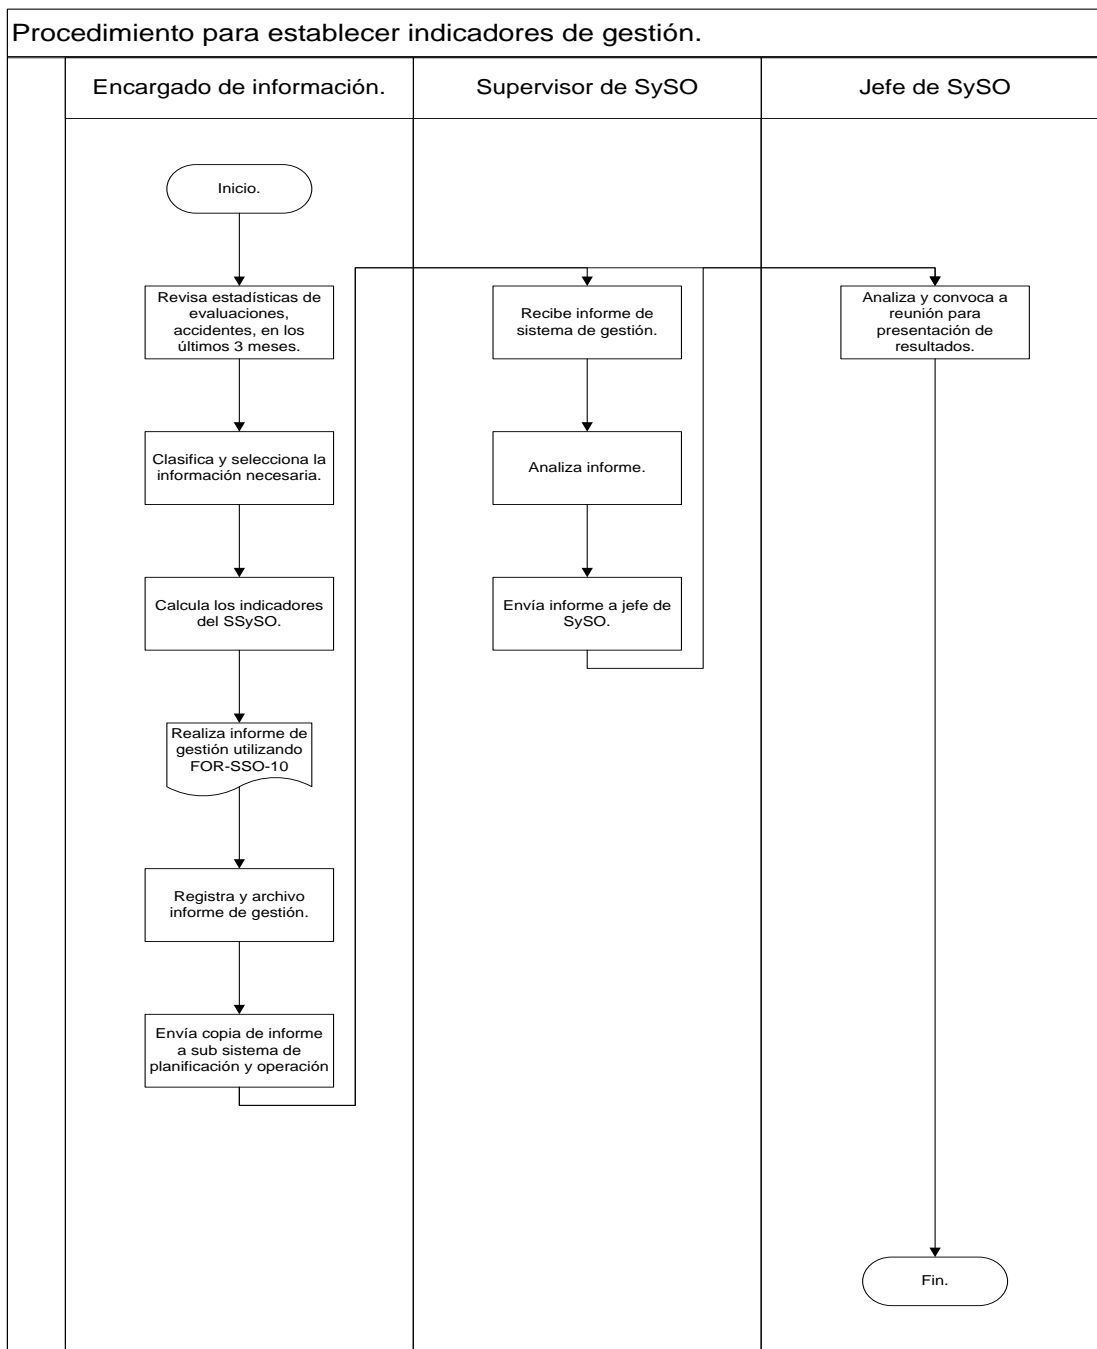 Procedimiento para establecer indicadores de gestión.
Encargado de información.
Supervisor de SySO
Jefe de SySO
Inicio.
Revisa estadísticas de
evaluaciones,
accidentes, en los
últimos 3 meses.
Clasifica y selecciona la
información necesaria.
Calcula los indicadores
del SSySO.
Realiza informe de
gestión utilizando
FOR-SSO-10
Registra y archivo
informe de gestión.
Envía copia de informe
a sub sistema de
planificación y operación
Recibe informe de
sistema de gestión.
Analiza informe.
Envía informe a jefe de
SySO.
Analiza y convoca a
reunión para
presentación de
resultados.
Fin.